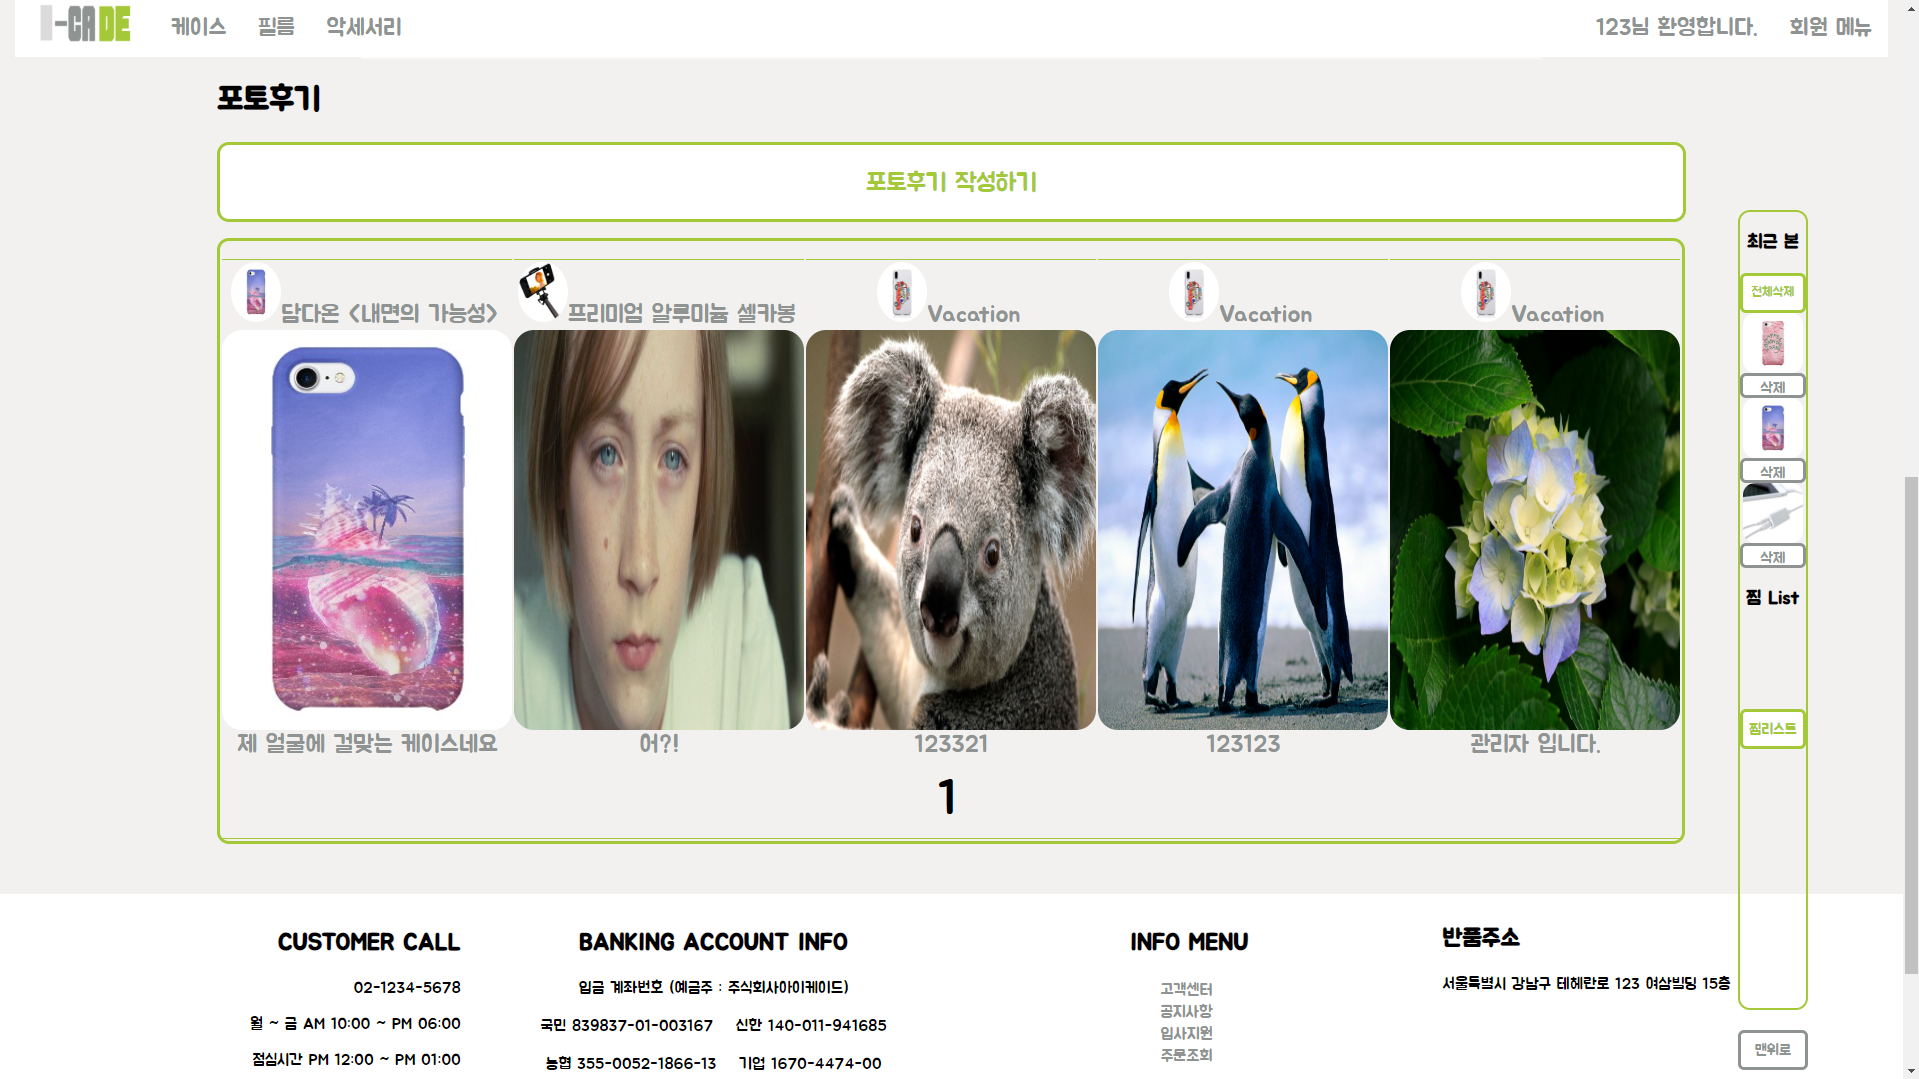 I-CADE 케이스 필름 악세서리 123님 환영합니다. 회원 메뉴
포토후기
포토후기 작성하기
담다온 <내면의 가능성> 프리미엄 알루미늄 셀카봉 Vacation Vacation Vacation
제 얼굴에 걸맞는 케이스네요 어?! 123321 123123 관리자 입니다.
1
최근 본
전체삭제
삭제
삭제
삭제
찜 List
찜리스트
맨위로
CUSTOMER CALL
02-1234-5678
월 ~ 금 AM 10:00 ~ PM 06:00
점심시간 PM 12:00 ~ PM 01:00
BANKING ACCOUNT INFO
입금 계좌번호 (예금주 : 주식회사아이케이드)
국민 839837-01-003167 신한 140-011-941685
농협 355-0052-1866-13 기업 1670-4474-00
INFO MENU
고객센터
공지사항
입사지원
주문조회
반품주소
서울특별시 강남구 테헤란로 123 여삼빌딩 15층